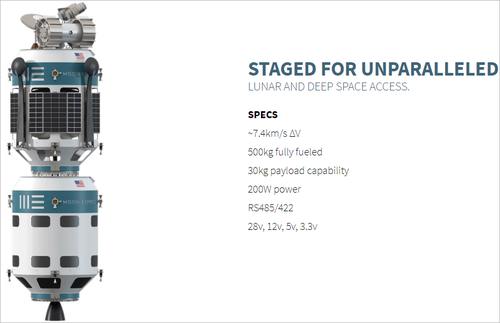 STAGED FOR UNPARALLELED
LUNAR AND DEEP SPACE ACCESS.
SPECS
~7.4km/s ΔV
500kg fully fueled
30kg payload capability
200W power
RS485/422
28v, 12v, 5v, 3.3v